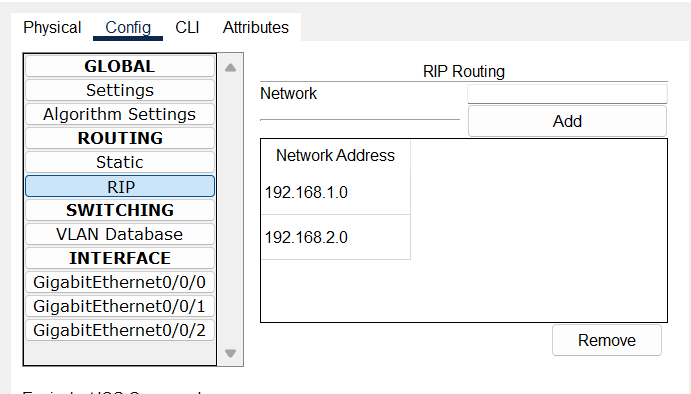 Physical Config CLI Attributes
GLOBAL
Settings
Algorithm Settings
ROUTING
Static
RIP
SWITCHING
VLAN Database
INTERFACE
GigabitEthernet0/0/0
GigabitEthernet0/0/1
GigabitEthernet0/0/2
RIP Routing
Network
Add
Network Address
192.168.1.0
192.168.2.0
Remove